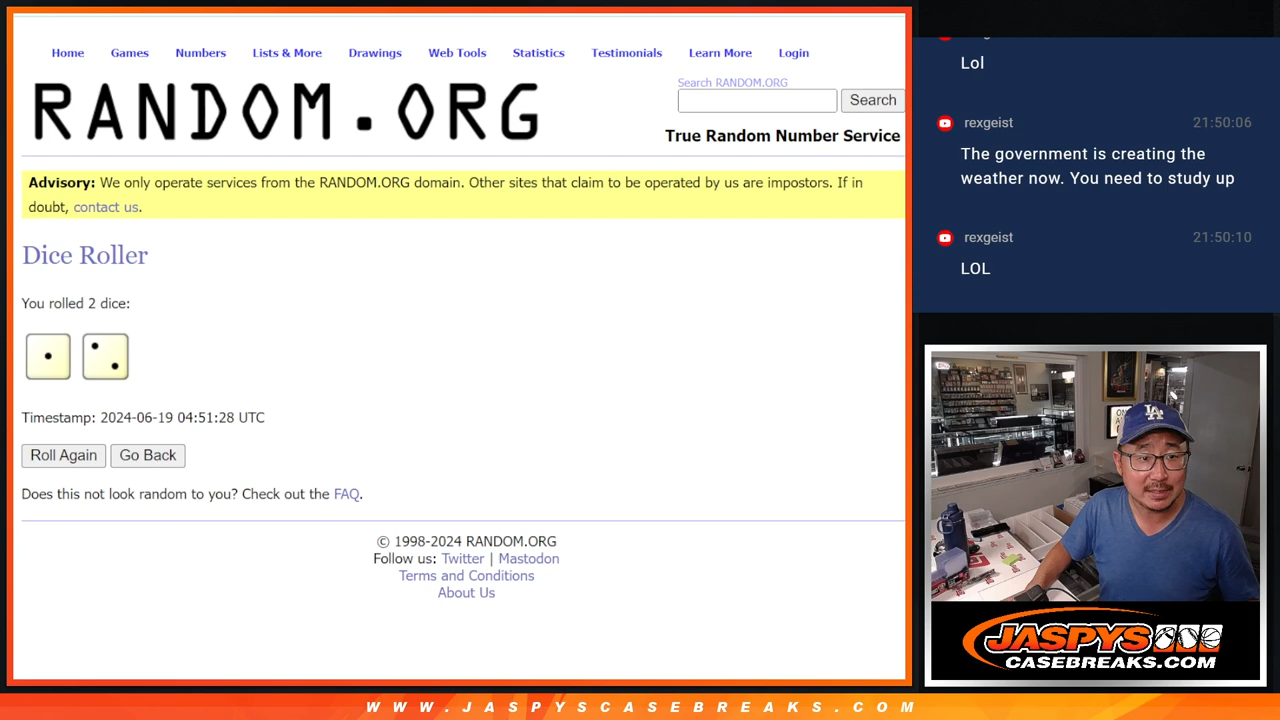 Home Games Numbers Lists & More Drawings Web Tools Statistics Testimonials Learn More Login
RANDOM.ORG
Search RANDOM.ORG
Search
True Random Number Service
Advisory: We only operate services from the RANDOM.ORG domain. Other sites that claim to be operated by us are impostors. If in
doubt, contact us.
Dice Roller
You rolled 2 dice:
Timestamp: 2024-06-19 04:51:28 UTC
Roll Again Go Back
Does this not look random to you? Check out the FAQ.
© 1998-2024 RANDOM.ORG
Follow us: Twitter | Mastodon
Terms and Conditions
About Us
Lol
rexgeist 21:50:06
The government is creating the
weather now. You need to study up
rexgeist 21:50:10
LOL
LA
JASPYS
CASEBREAKS.COM
WWW.JASPYSCASEBREAKS.COM